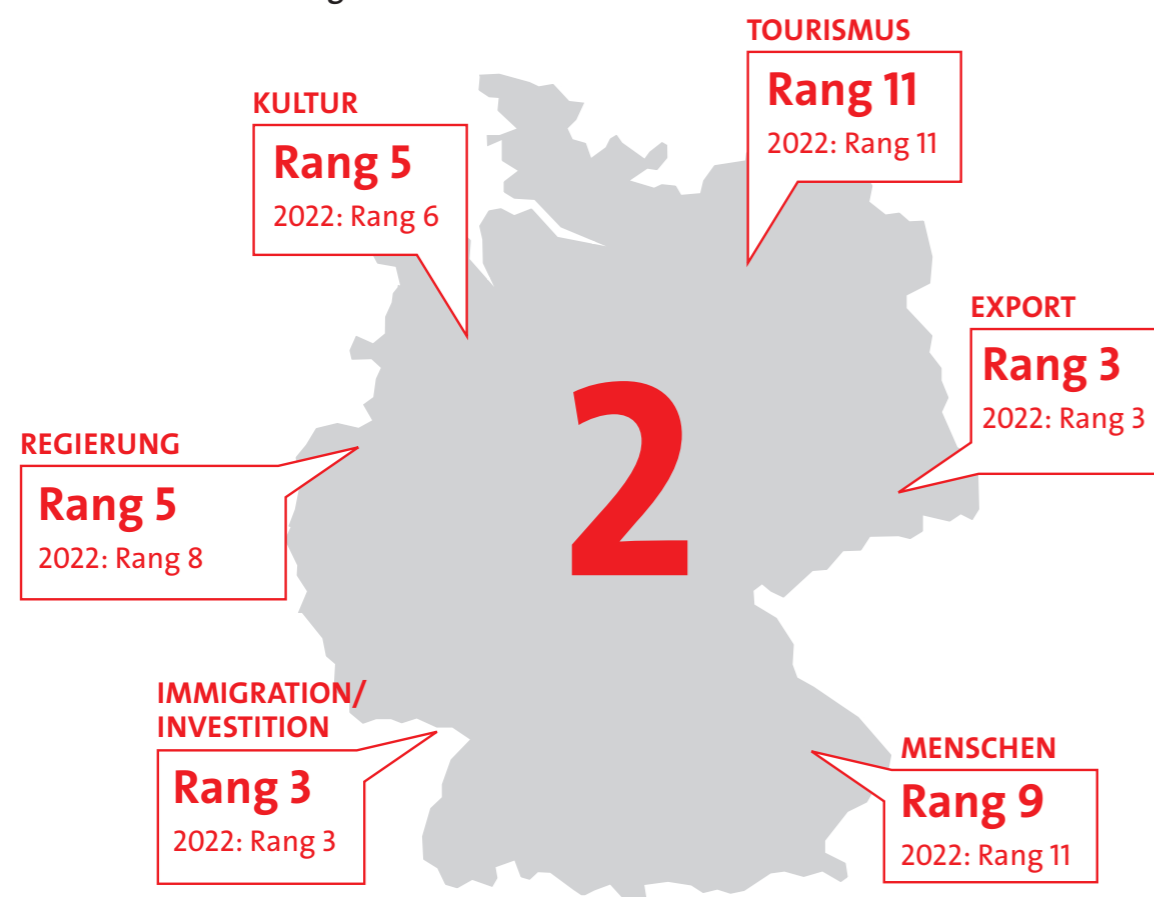 TOURISMUS
Rang 11
2022: Rang 11
KULTUR
Rang 5
2022: Rang 6
EXPORT
Rang 3
2022: Rang 3
2
REGIERUNG
Rang 5
2022: Rang 8
IMMIGRATION/
INVESTITION
Rang 3
2022: Rang 3
MENSCHEN
Rang 9
2022: Rang 11